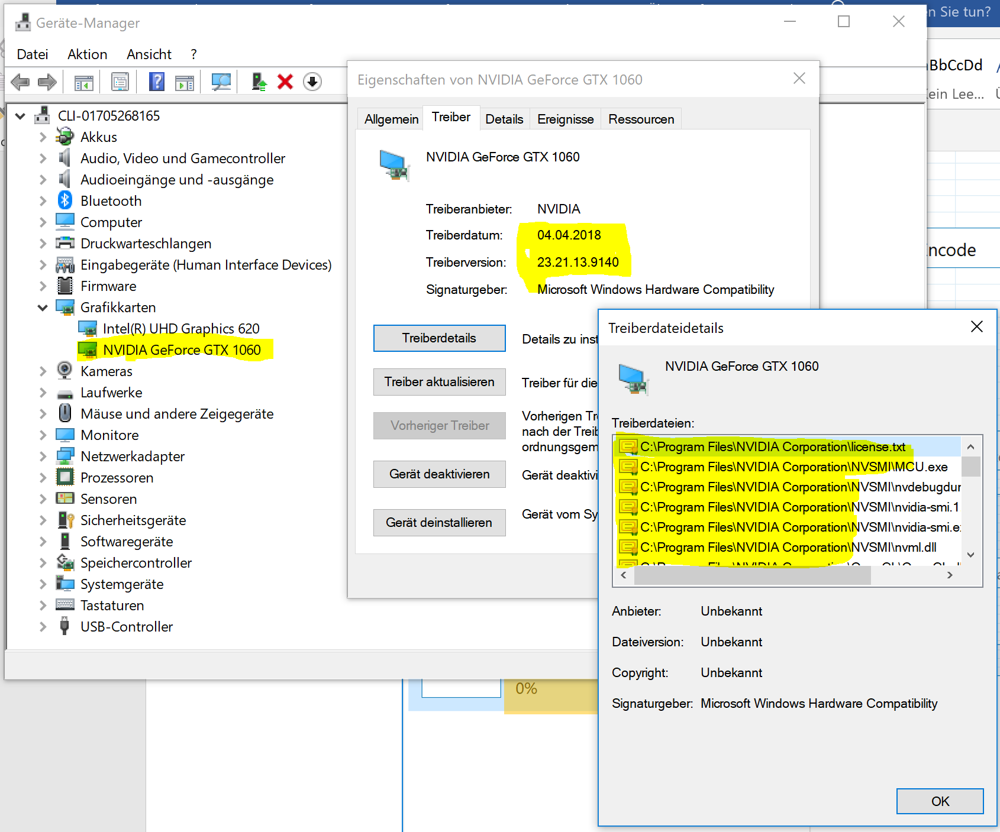 Geräte-Manager
n Sie tun?
Datei Aktion Ansicht ?
BbCcDd
ein Lee...
CLI-01705268165
Akkus
Audio, Video und Gamecontroller
Audioeingänge und -ausgänge
Bluetooth
Computer
Druckwarteschlangen
Eingabegeräte (Human Interface Devices)
Firmware
Grafikkarten
Intel(R) UHD Graphics 620
NVIDIA GeForce GTX 1060
Kameras
Laufwerke
Mäuse und andere Zeigegeräte
Monitore
Netzwerkadapter
Prozessoren
Sensoren
Sicherheitsgeräte
Softwaregeräte
Speichercontroller
Systemgeräte
Tastaturen
USB-Controller
Eigenschaften von NVIDIA GeForce GTX 1060
Allgemein Treiber Details Ereignisse Ressourcen
NVIDIA GeForce GTX 1060
Treiberanbieter: NVIDIA
Treiberdatum: 04.04.2018
Treiberversion: 23.21.13.9140
Signaturgeber: Microsoft Windows Hardware Compatibility
Treiberdetails Details zu inst
Treiber aktualisieren Treiber für die
Vorheriger Treiber Vorherigen Tr
nach der Treib
ordnungsgem
Gerät deaktivieren Gerät deaktivi
Gerät deinstallieren Gerät vom Sy
ncode
0%
Treiberdateidetails
NVIDIA GeForce GTX 1060
Treiberdateien:
C:\Program Files\NVIDIA Corporation\license.txt
C:\Program Files\NVIDIA Corporation\NVSMI\MCU.exe
C:\Program Files\NVIDIA Corporation\NVSMI\nvdebugdur
C:\Program Files\NVIDIA Corporation\NVSMI\nvidia-smi.1
C:\Program Files\NVIDIA Corporation\NVSMI\nvidia-smi.e
C:\Program Files\NVIDIA Corporation\NVSMI\nvml.dll
Anbieter: Unbekannt
Dateiversion: Unbekannt
Copyright: Unbekannt
Signaturgeber: Microsoft Windows Hardware Compatibility
OK